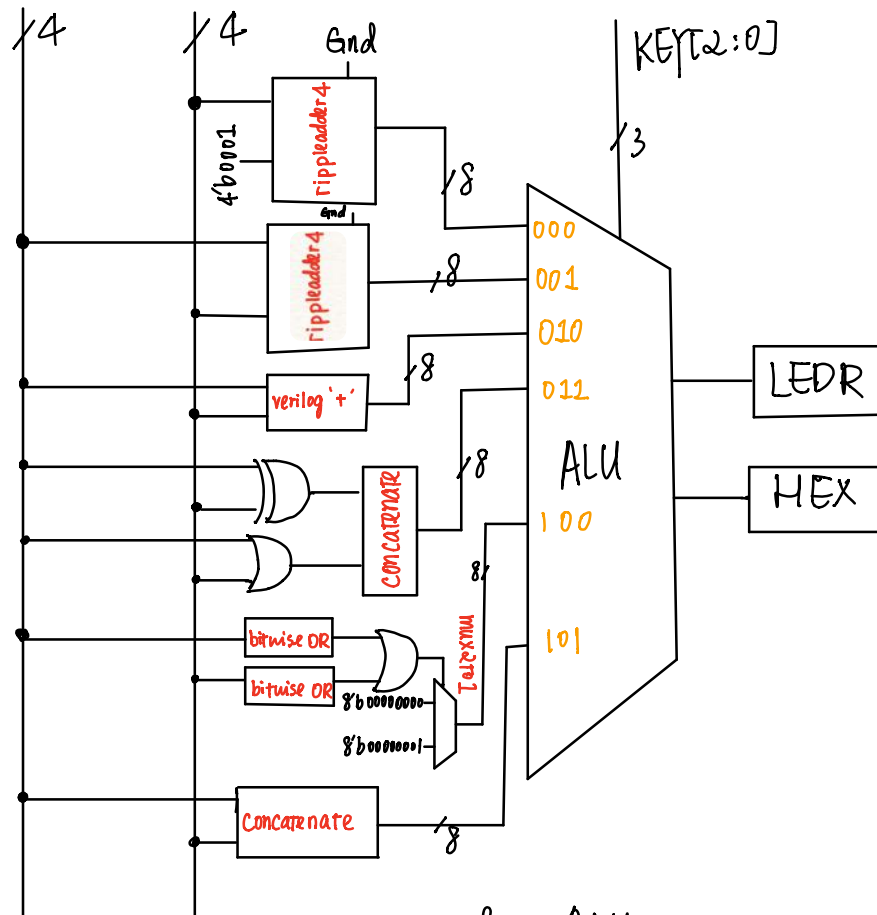 4
4
Gnd
KEY[2:0]
3
4'b0001
rippleadder4
8
Gnd
rippleadder4
8
000
001
010
8
verilog '+'
011
LEDR
8
ALU
HEX
concatenate
100
8
mux2to1
bitwise OR
101
bitwise OR
8'b00000000
8'b00000001
concatenate
8